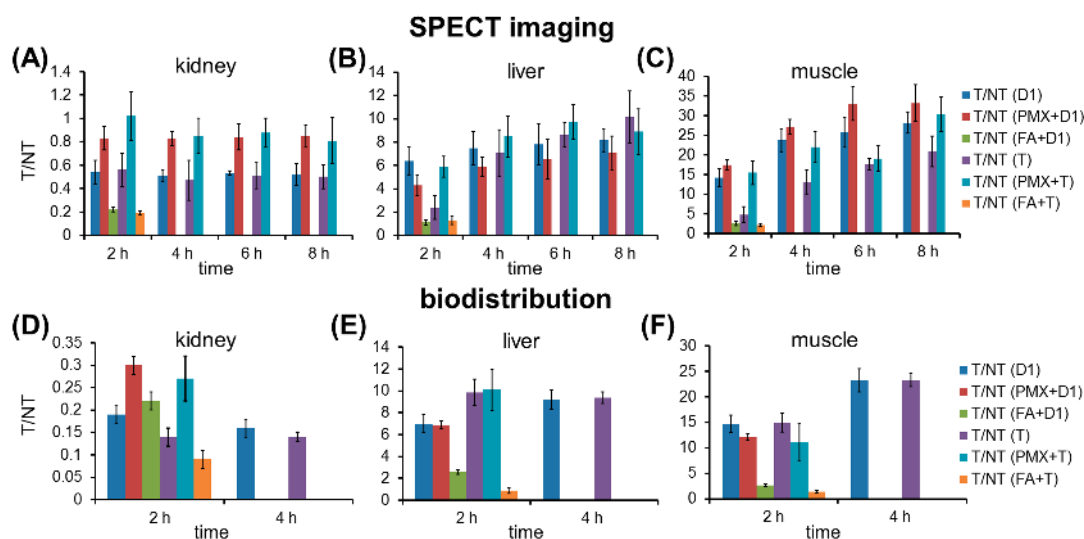 SPECT imaging
(A)
kidney
T/NT
1.4
1.2
1
0.8
0.6
0.4
0.2
0
2 h 4 h 6 h 8 h
time
(B)
liver
14
12
10
8
6
4
2
0
2 h 4 h 6 h 8 h
time
(C)
muscle
40
35
30
25
20
15
10
5
0
2 h 4 h 6 h 8 h
time
T/NT (D1)
T/NT (PMX+D1)
T/NT (FA+D1)
T/NT (T)
T/NT (PMX+T)
T/NT (FA+T)
biodistribution
(D)
kidney
T/NT
0.35
0.3
0.25
0.2
0.15
0.1
0.05
0
2 h 4 h
time
(E)
liver
14
12
10
8
6
4
2
0
2 h 4 h
time
(F)
muscle
30
25
20
15
10
5
0
2 h 4 h
time
T/NT (D1)
T/NT (PMX+D1)
T/NT (FA+D1)
T/NT (T)
T/NT (PMX+T)
T/NT (FA+T)